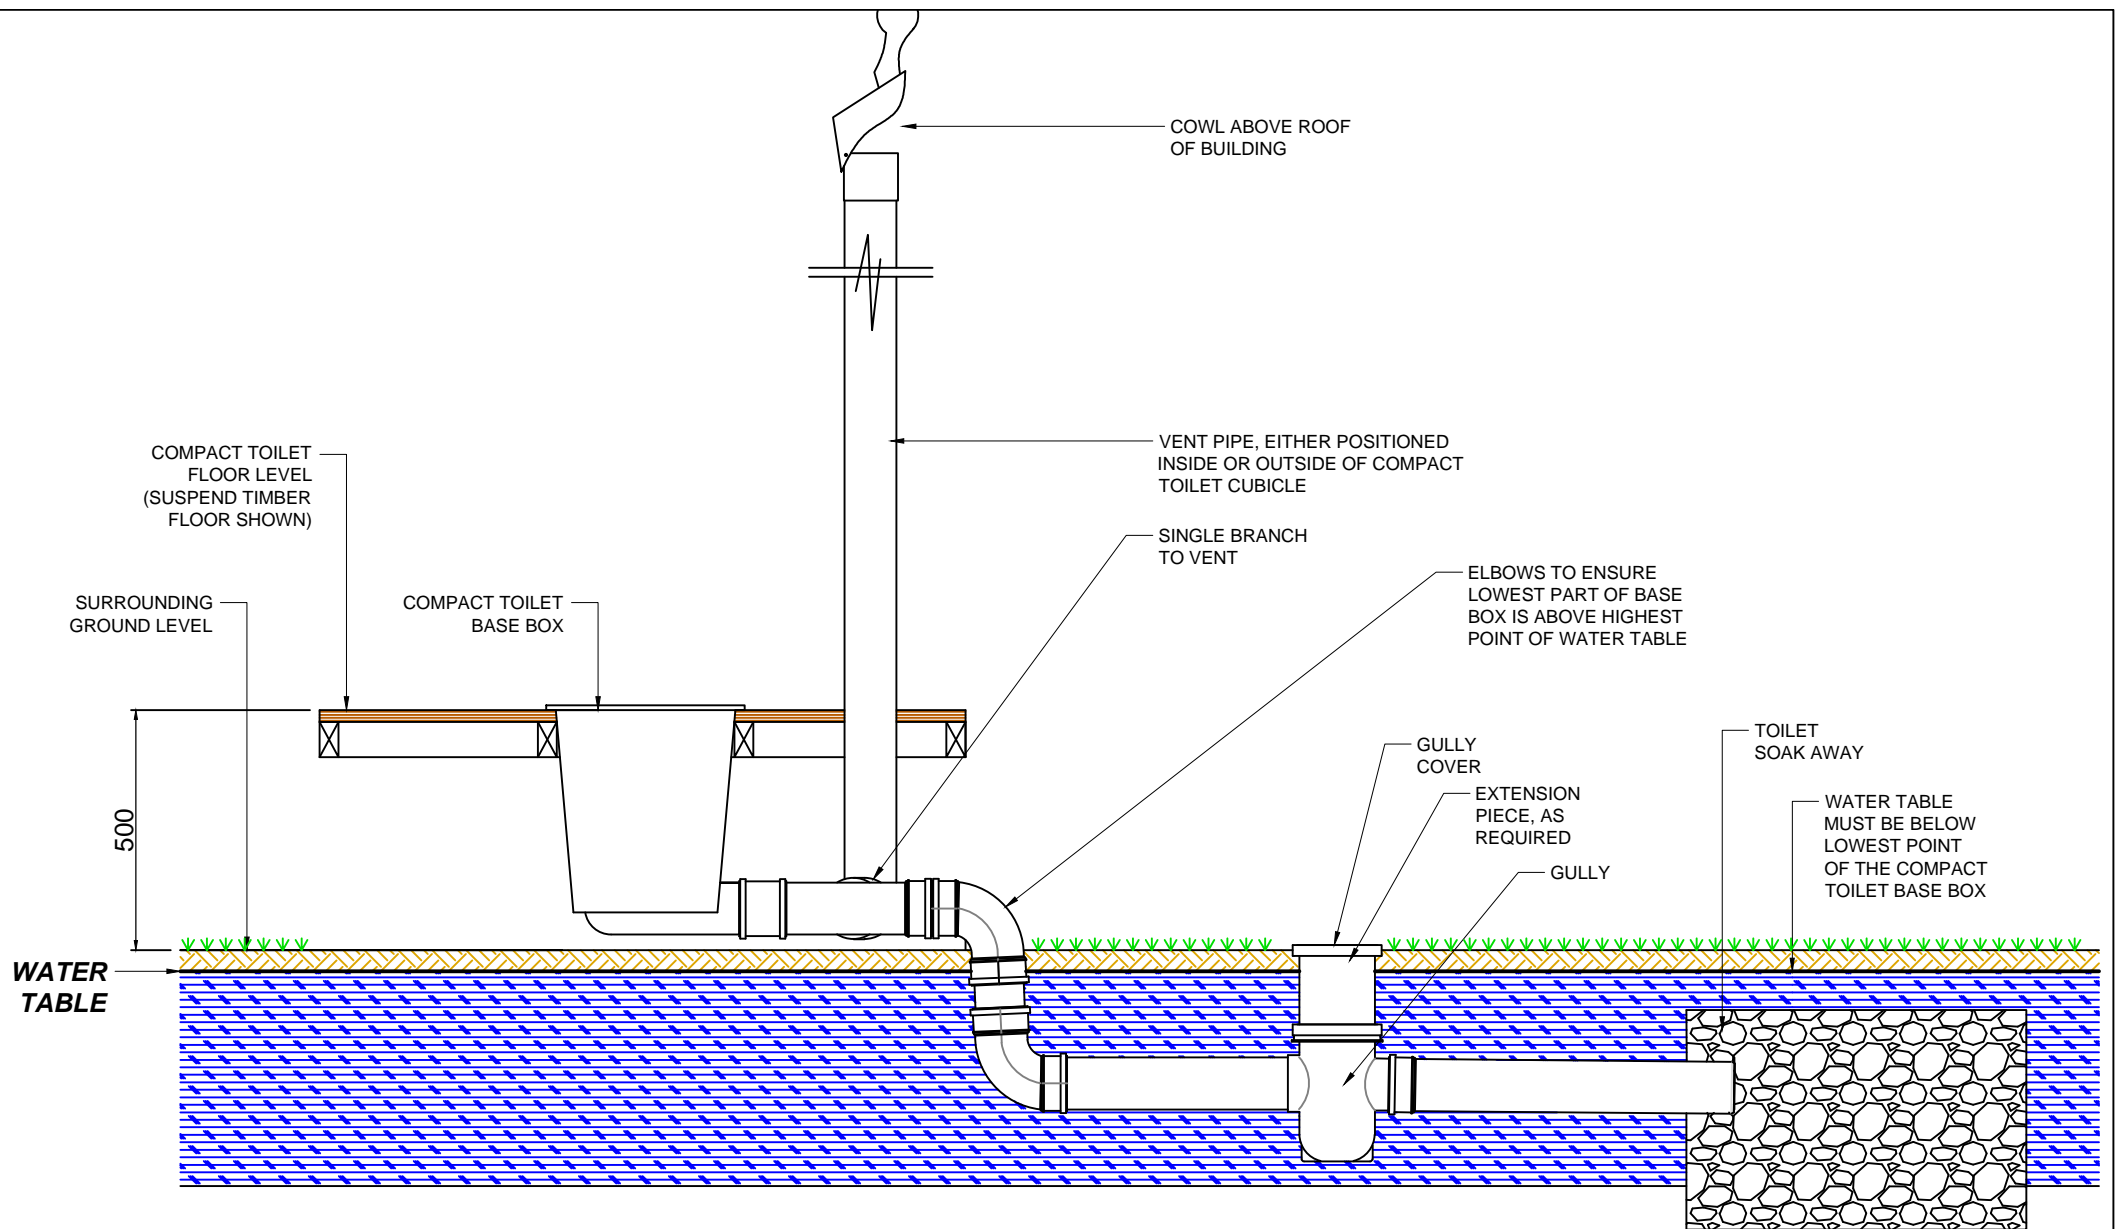 COWL ABOVE ROOF
OF BUILDING
COMPACT TOILET
FLOOR LEVEL
(SUSPEND TIMBER
FLOOR SHOWN)
VENT PIPE, EITHER POSITIONED
INSIDE OR OUTSIDE OF COMPACT
TOILET CUBICLE
SINGLE BRANCH
TO VENT
ELBOWS TO ENSURE
LOWEST PART OF BASE
BOX IS ABOVE HIGHEST
POINT OF WATER TABLE
SURROUNDING
GROUND LEVEL
COMPACT TOILET
BASE BOX
TOILET
SOAK AWAY
GULLY
COVER
EXTENSION
PIECE, AS
REQUIRED
WATER TABLE
MUST BE BELOW
LOWEST POINT
OF THE COMPACT
TOILET BASE BOX
GULLY
500
WATER
TABLE